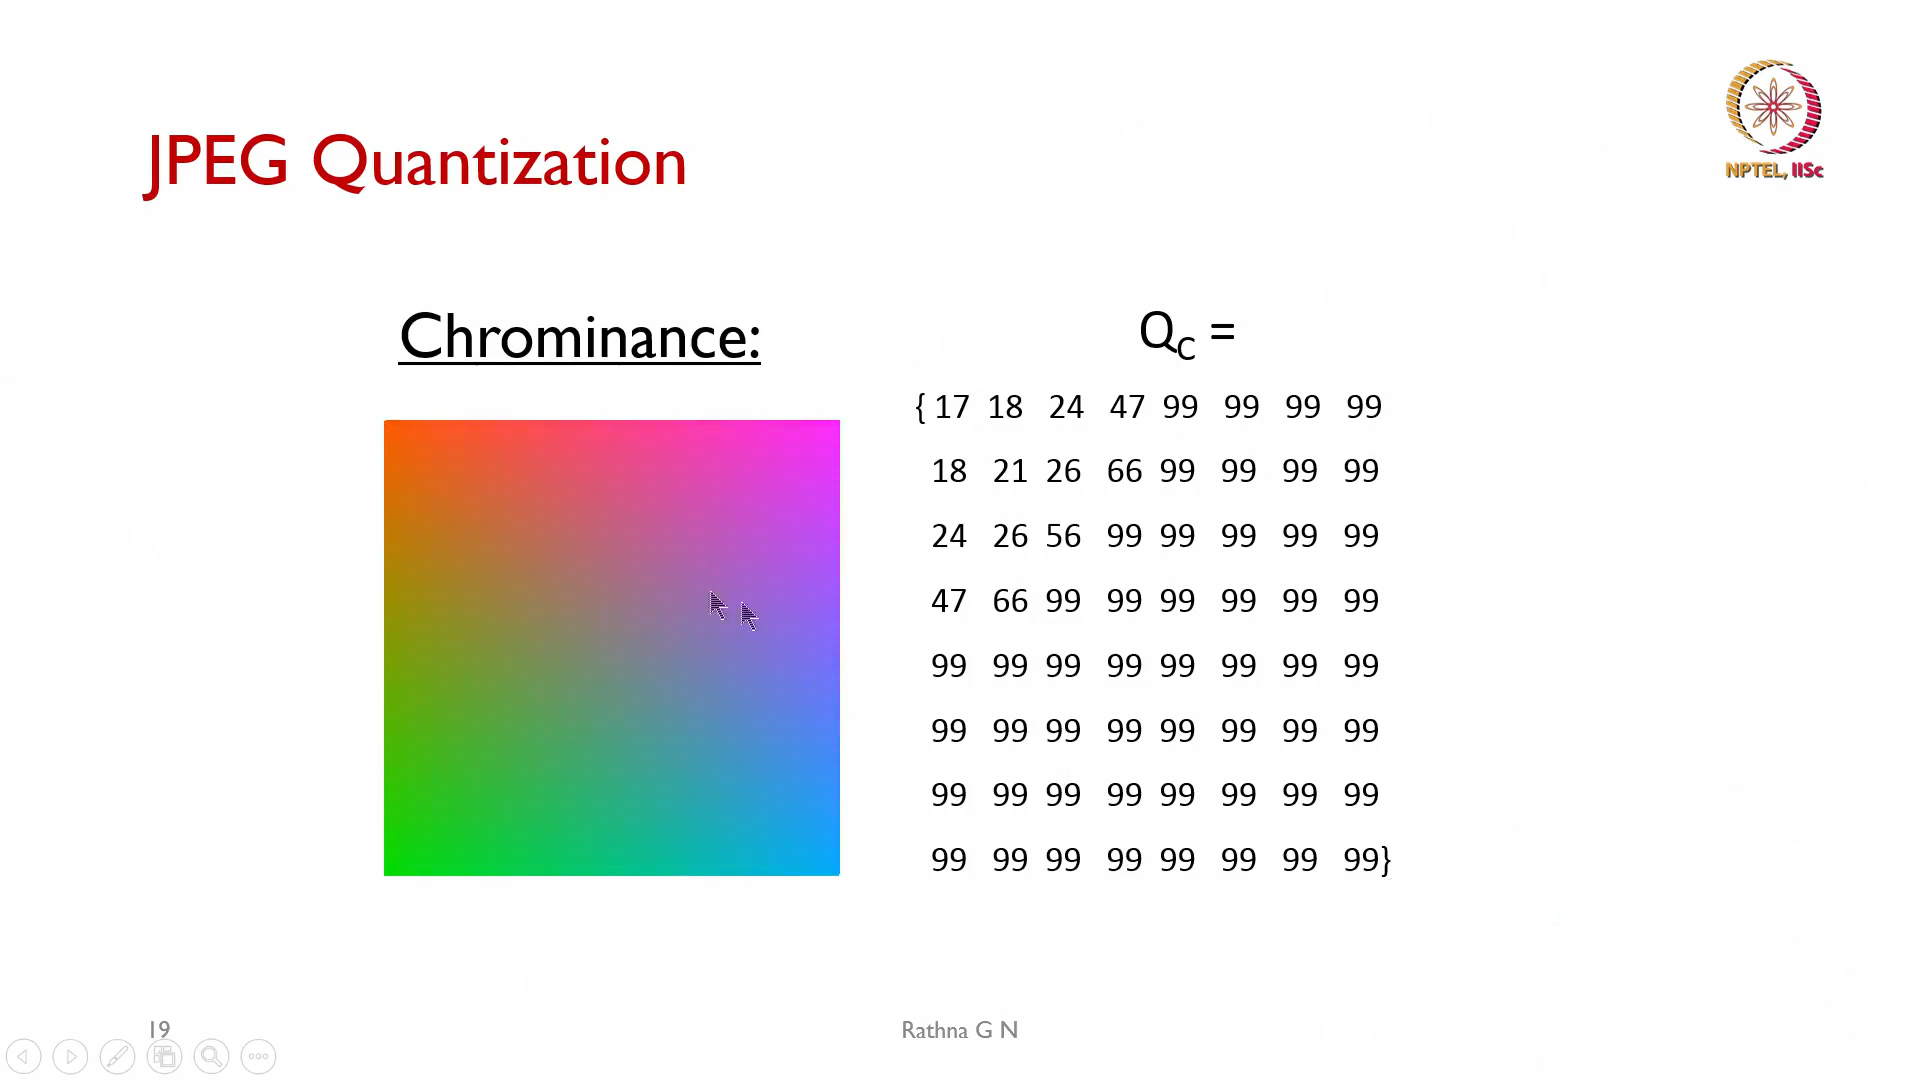 NPTEL, IISc
JPEG Quantization
Chrominance:
Q_C =
{ 17 18 24 47 99 99 99 99
18 21 26 66 99 99 99 99
24 26 56 99 99 99 99 99
47 66 99 99 99 99 99 99
99 99 99 99 99 99 99 99
99 99 99 99 99 99 99 99
99 99 99 99 99 99 99 99
99 99 99 99 99 99 99 99}
19
Rathna G N